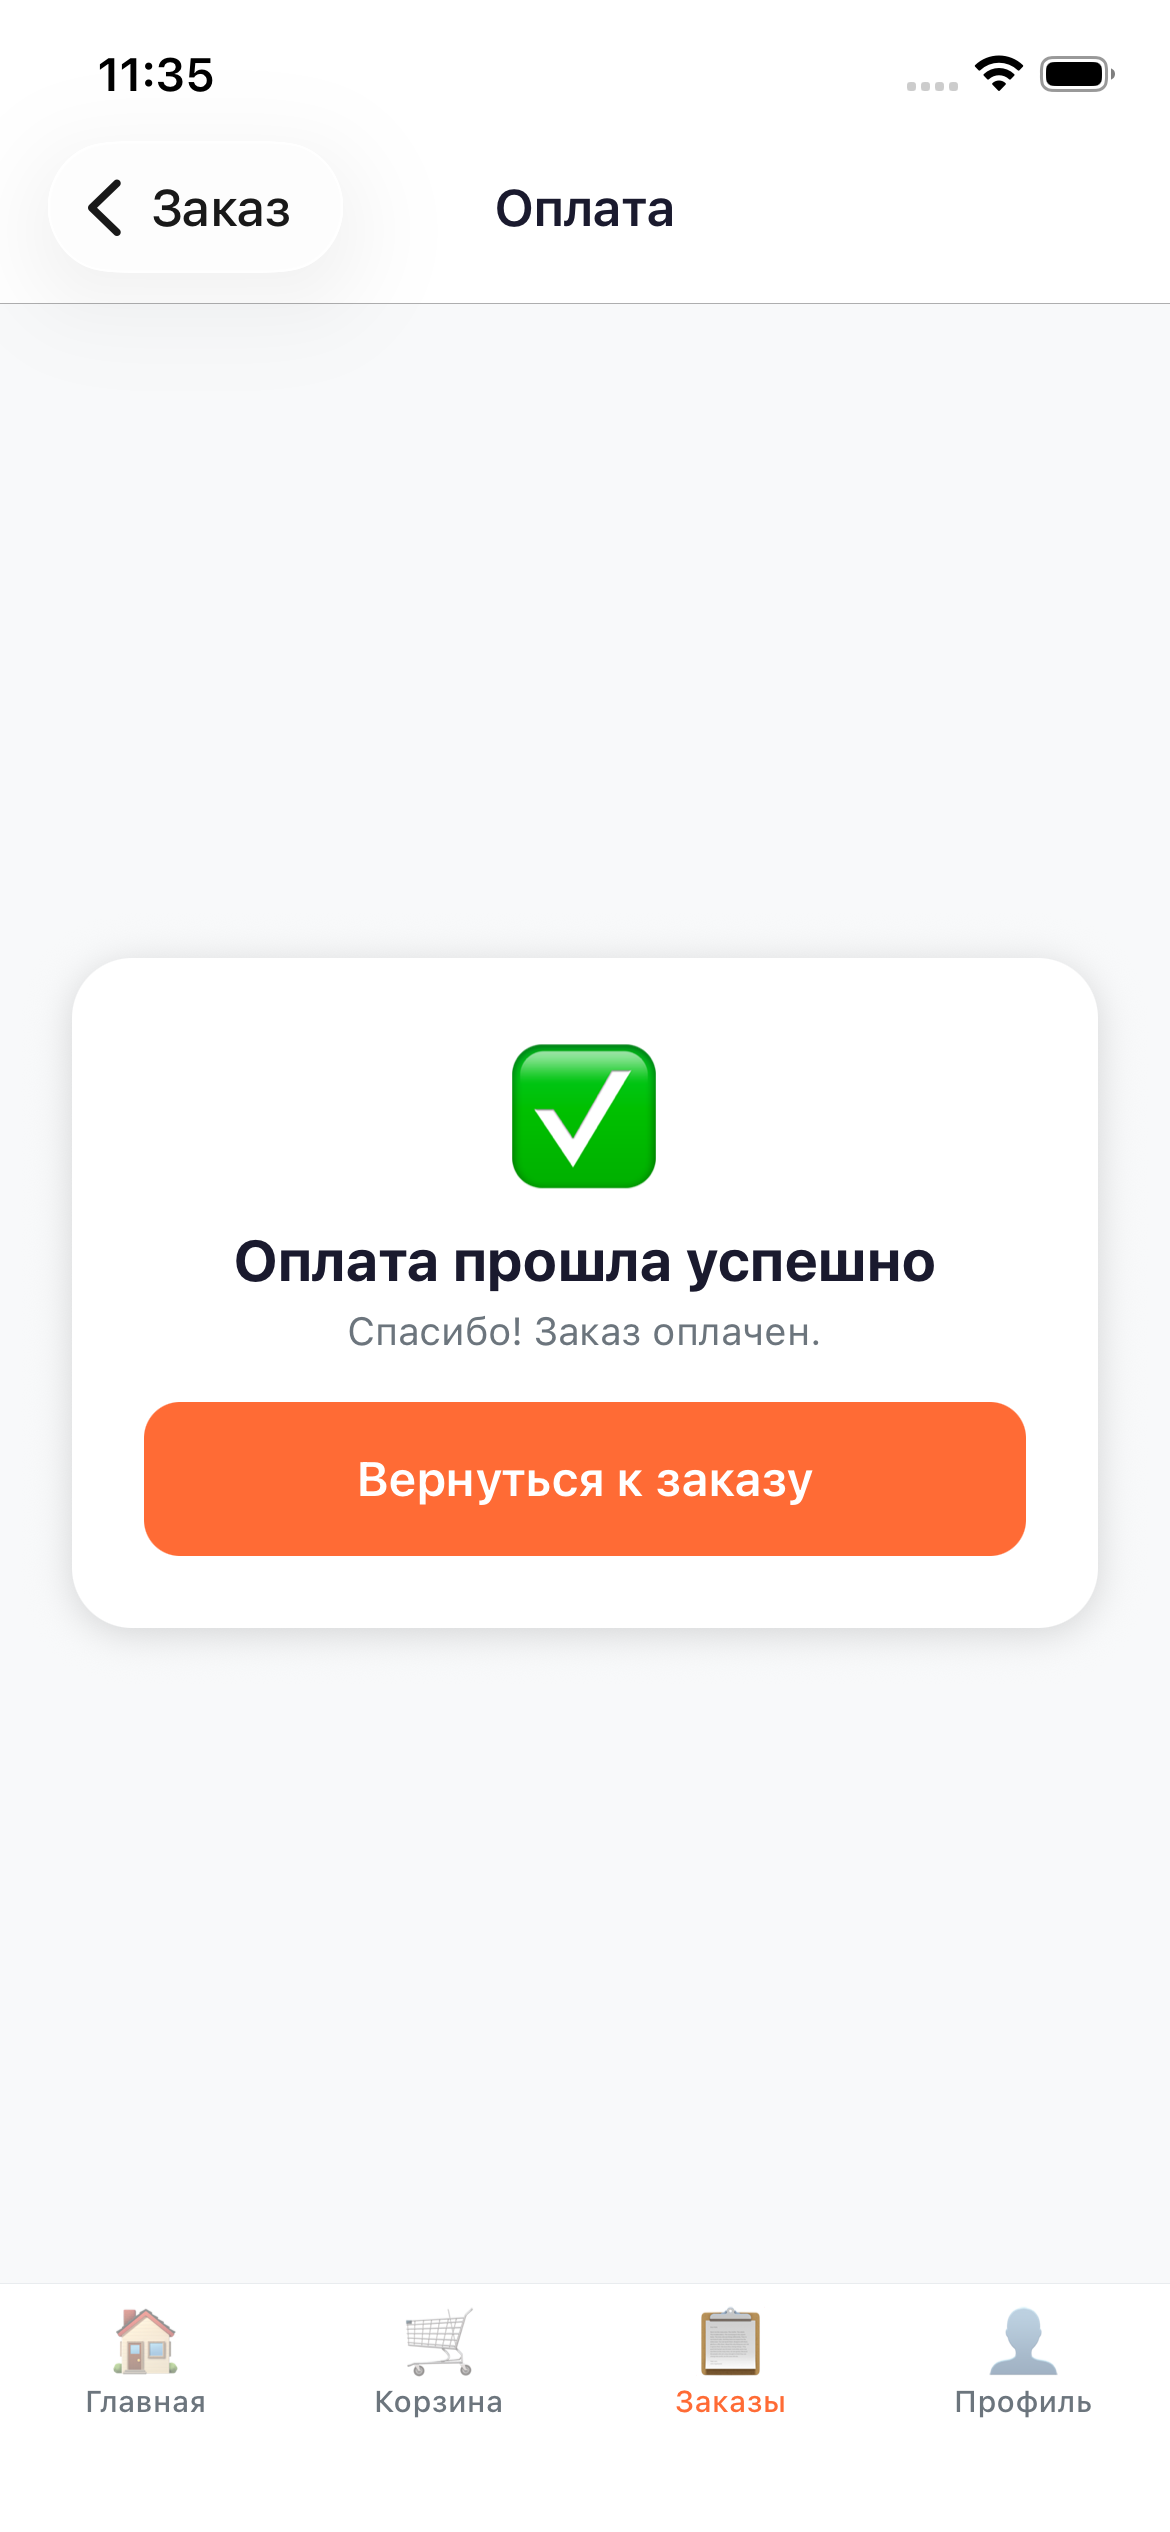 11:35
Заказ
Оплата
Оплата прошла успешно
Спасибо! Заказ оплачен.
Вернуться к заказу
Главная
Корзина
Заказы
Профиль